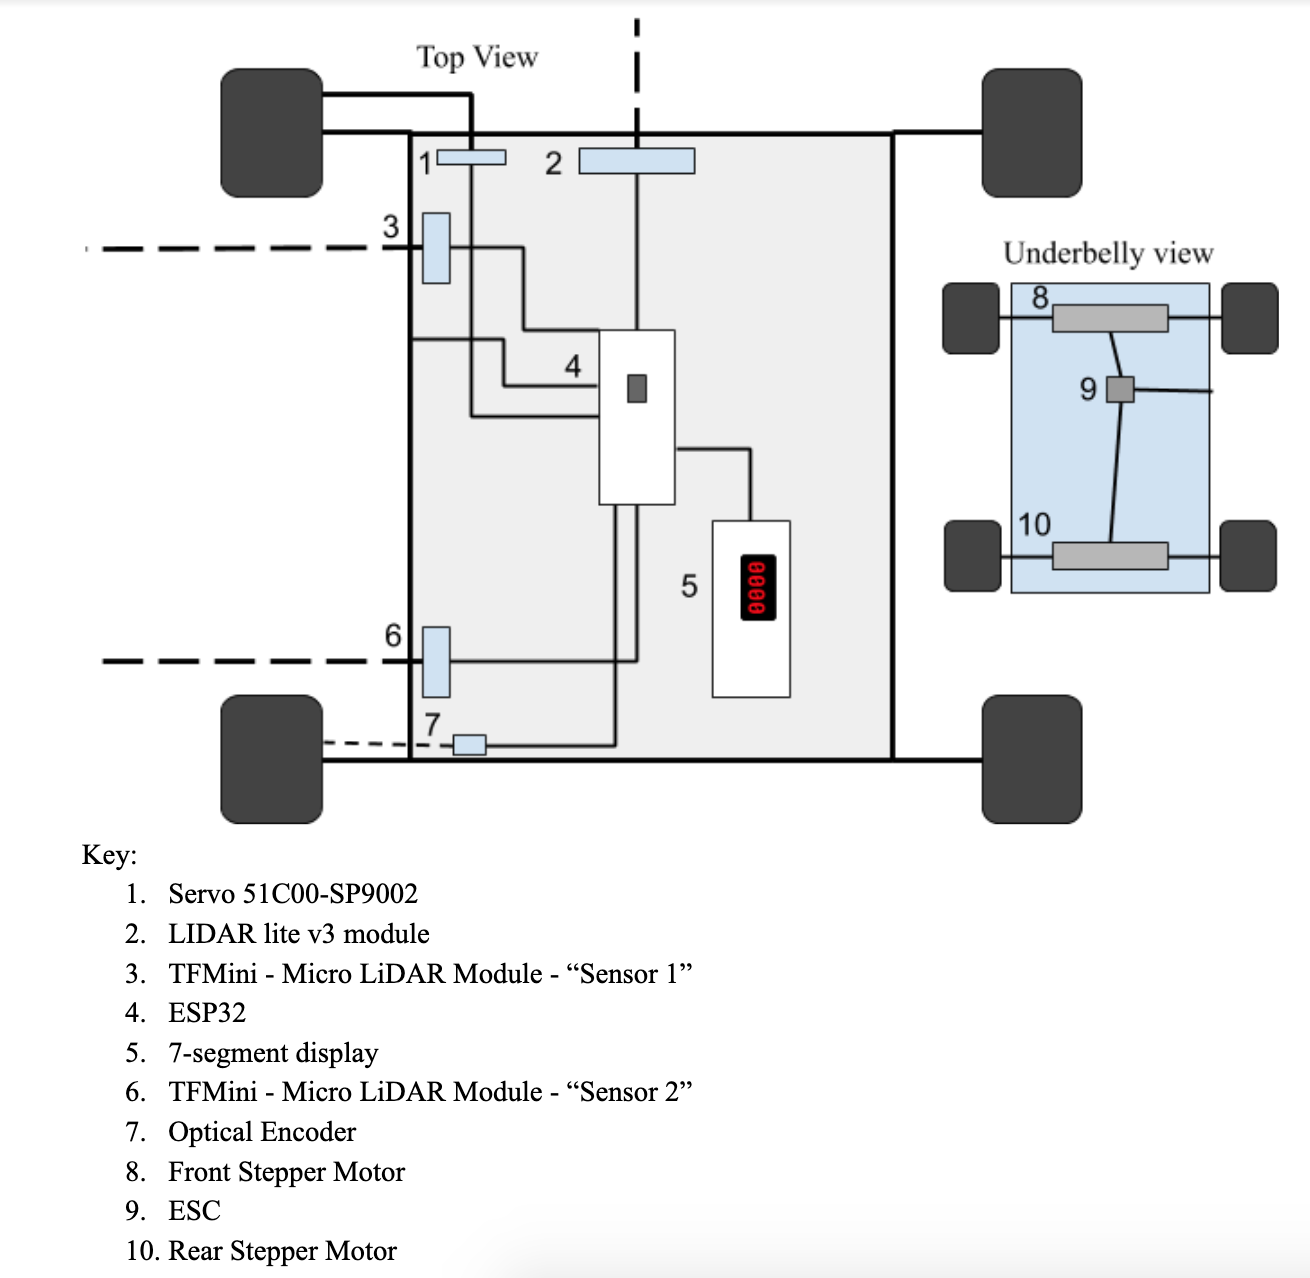 Top View
1
2
3
Underbelly view
8
4
9
10
5
0000
6
7
Key:
1. Servo 51C00-SP9002
2. LIDAR lite v3 module
3. TFMini - Micro LiDAR Module - “Sensor 1”
4. ESP32
5. 7-segment display
6. TFMini - Micro LiDAR Module - “Sensor 2”
7. Optical Encoder
8. Front Stepper Motor
9. ESC
10. Rear Stepper Motor